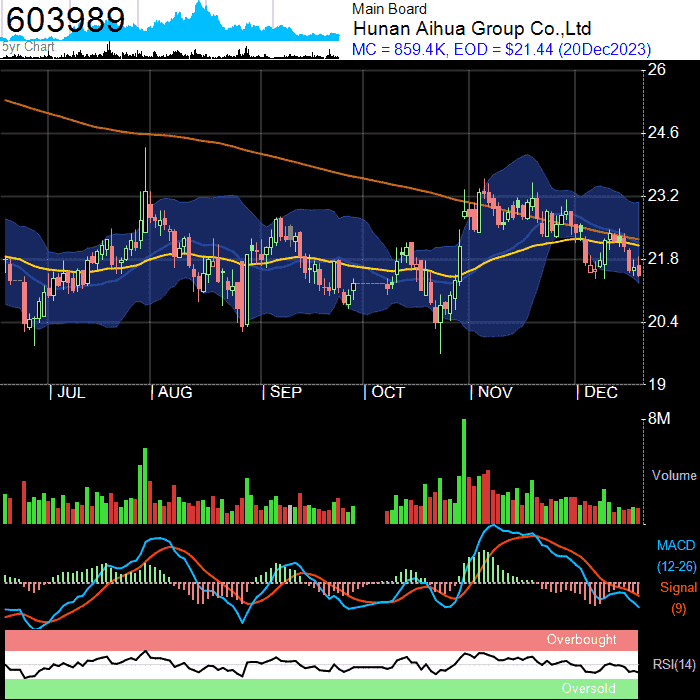 603989
5yr Chart
Main Board
Hunan Aihua Group Co.,Ltd
MC = 859.4K, EOD = $21.44 (20Dec2023)
26
24.6
23.2
21.8
20.4
19
| JUL | AUG | SEP | OCT | NOV | DEC
8M
Volume
MACD
(12-26)
Signal
(9)
Overbought
RSI(14)
Oversold